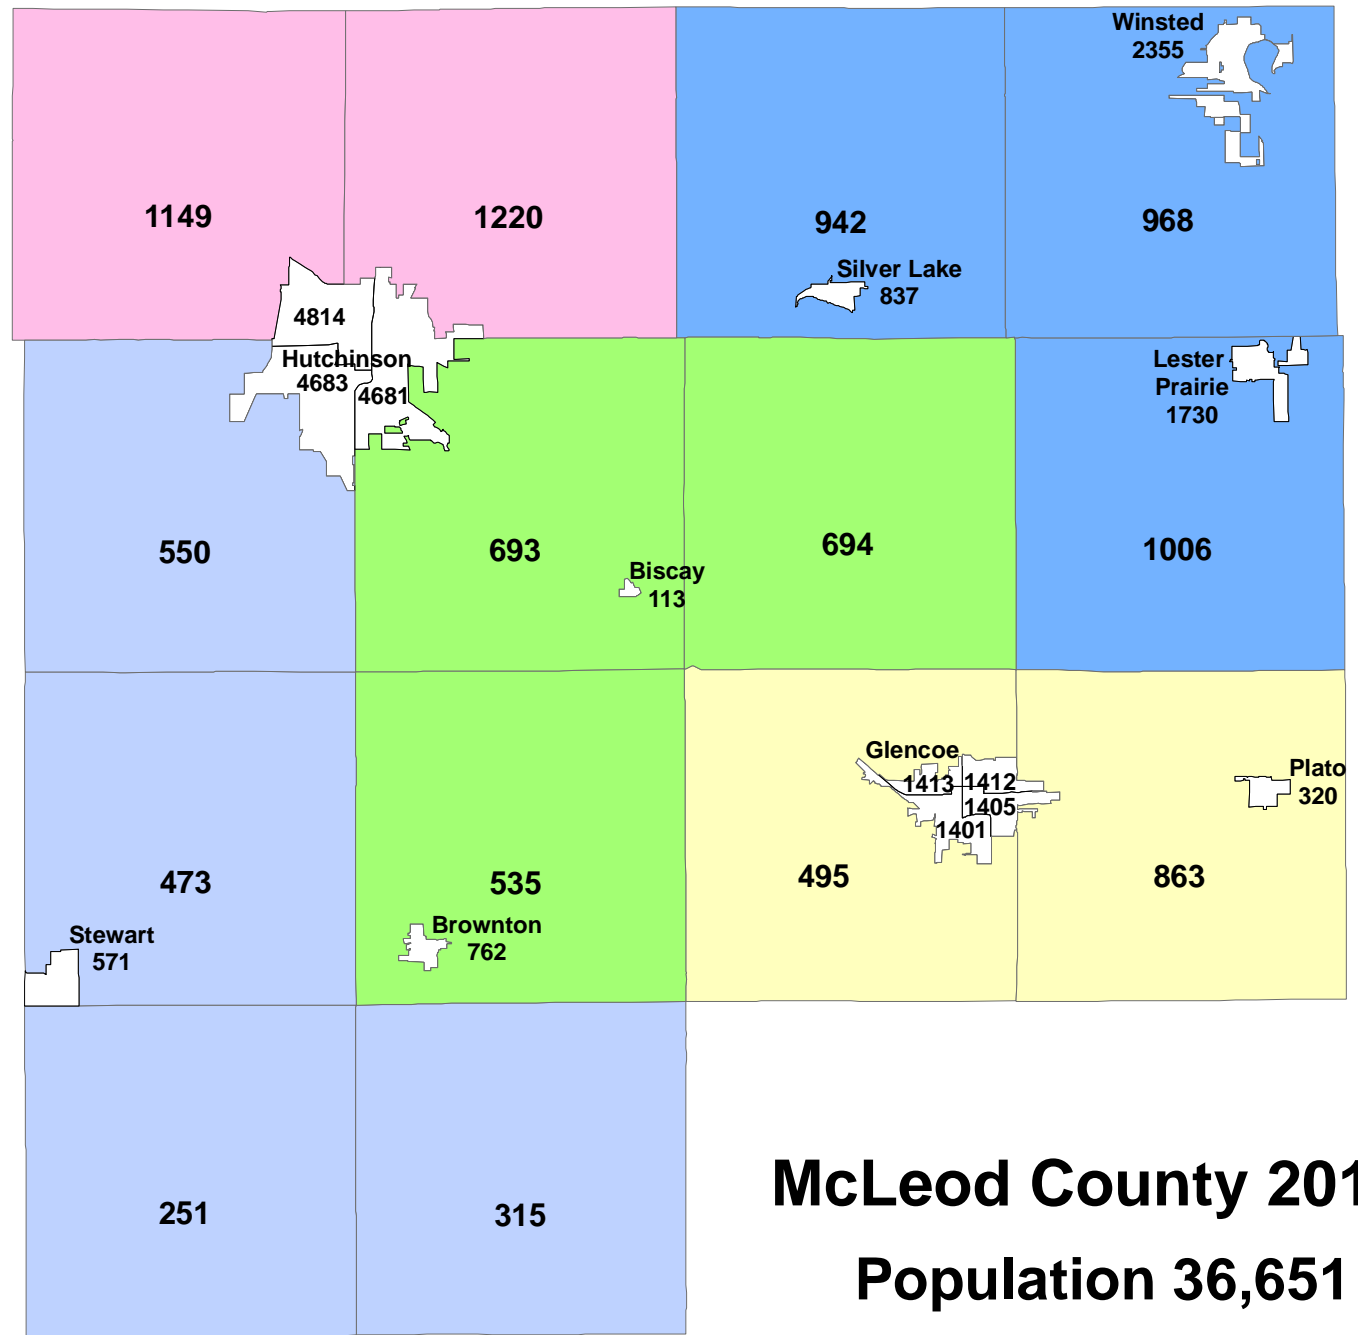 Winsted
2355
1149
1220
942
968
Silver Lake
837
4814
Hutchinson
4683
4681
Lester
Prairie
1730
550
693
694
1006
Biscay
113
Glencoe
1413
1412
1405
1401
Plato
320
473
535
495
863
Stewart
571
Brownton
762
251
315
McLeod County 201
Population 36,651